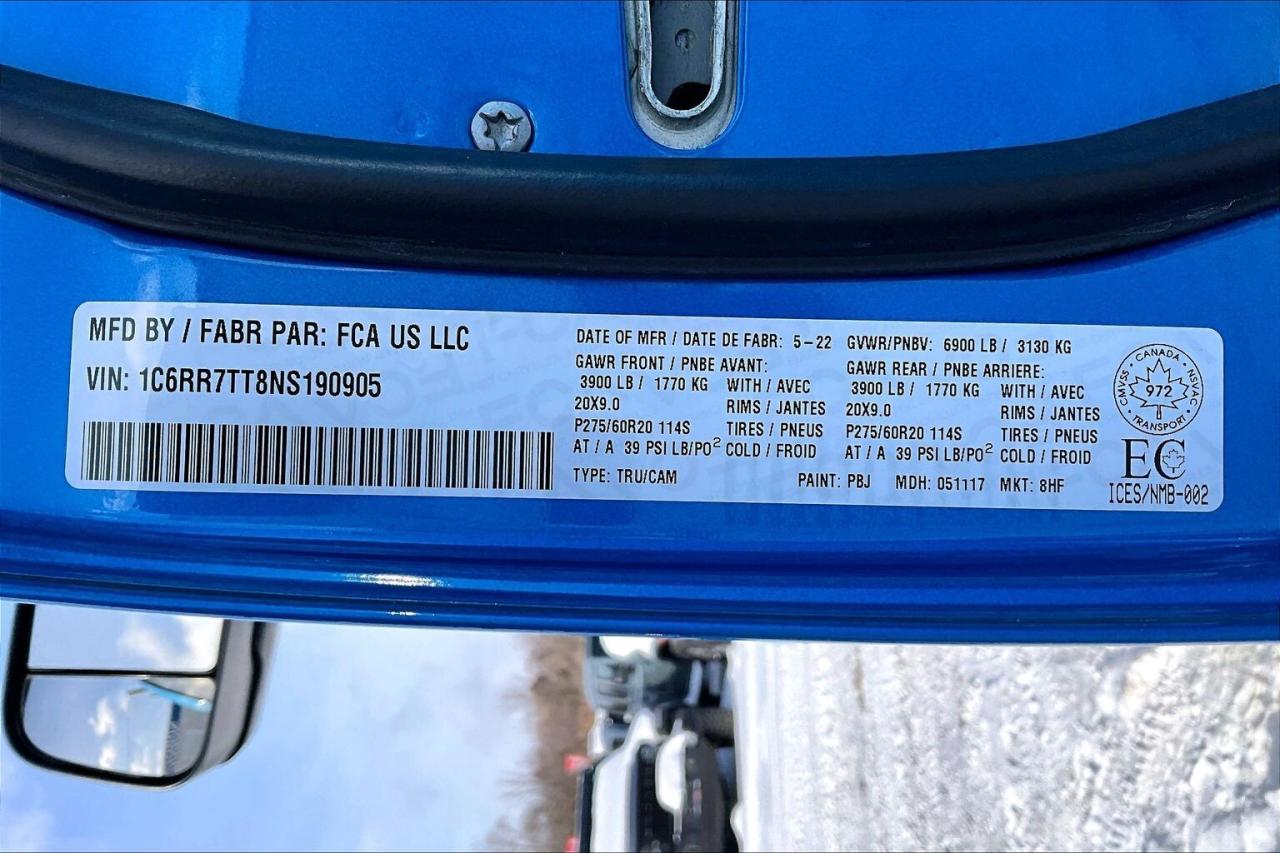 MFD BY / FABR PAR: FCA US LLC
VIN: 1C6RR7TT8NS190905
DATE OF MFR / DATE DE FABR: 5-22 GVWR/PNBV: 6900 LB / 3130 KG
GAWR FRONT / PNBE AVANT:
3900 LB / 1770 KG WITH / AVEC
20X9.0 RIMS / JANTES
P275/60R20 114S TIRES / PNEUS
AT / A 39 PSI LB/PO² COLD / FROID
GAWR REAR / PNBE ARRIERE:
3900 LB / 1770 KG WITH / AVEC
20X9.0 RIMS / JANTES
P275/60R20 114S TIRES / PNEUS
AT / A 39 PSI LB/PO² COLD / FROID
TYPE: TRU/CAM PAINT: PBJ MDH: 051117 MKT: 8HF
CMVSS · CANADA · NSVAC · TRANSPORT ·
972
EC
ICES/NMB-002